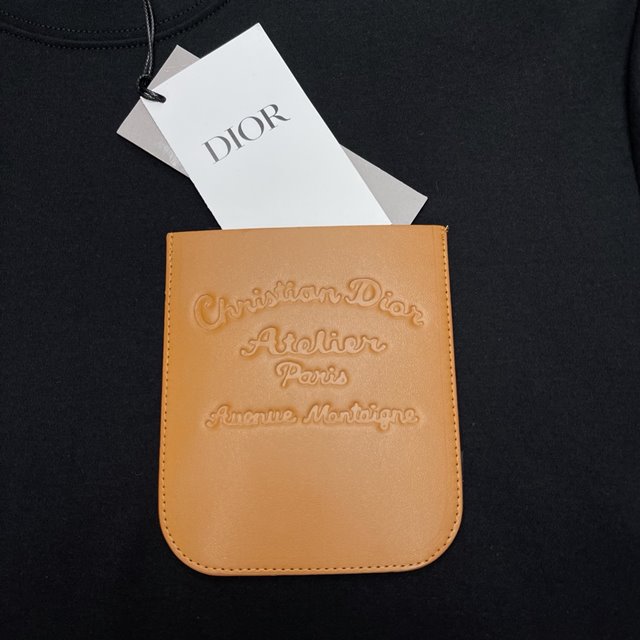 DIOR
Christian Dior
Atelier
Paris
Avenue Montaigne